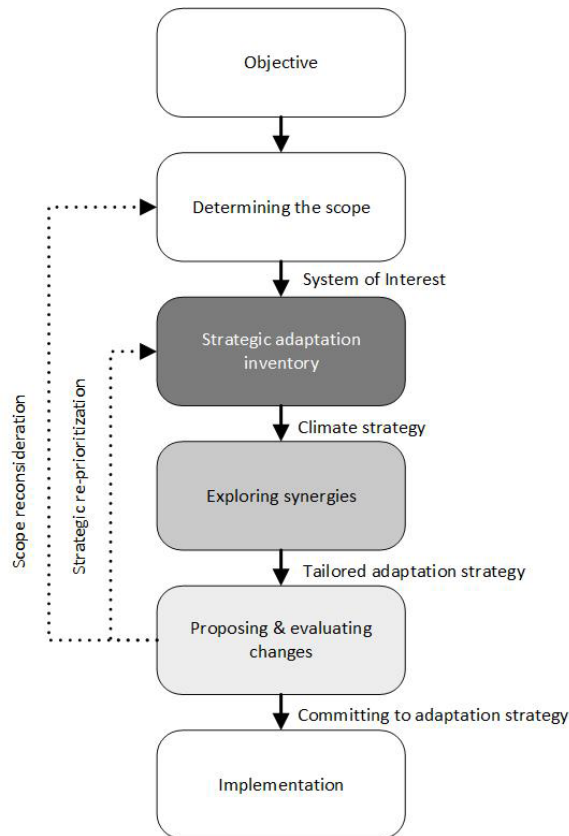 Objective
Determining the scope
System of Interest
Strategic adaptation
inventory
Climate strategy
Exploring synergies
Tailored adaptation strategy
Proposing & evaluating
changes
Committing to adaptation strategy
Implementation
Scope reconsideration
Strategic re-prioritization